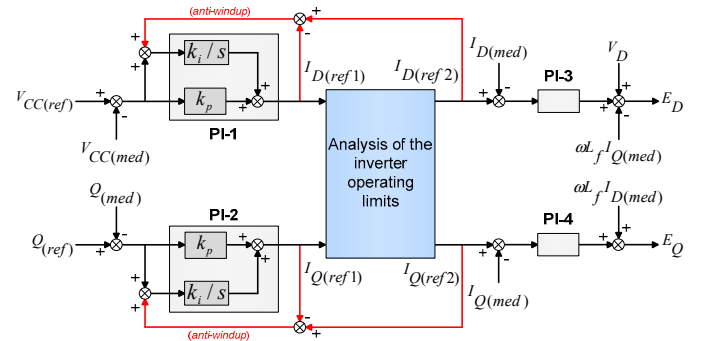 (anti-windup)
+
-
+
+
k_i / s
+
V_CC(ref)
+
-
k_p
+
PI-1
V_CC(med)
I_D(ref1)
I_D(ref2)
I_D(med)
-
+
PI-3
V_D
+
+
-
E_D
ωL_f I_Q(med)
Analysis of the
inverter
operating
limits
Q_(med)
-
Q_(ref)
+
PI-2
k_p
+
+
k_i / s
+
+
I_Q(ref1)
I_Q(ref2)
+
-
I_Q(med)
PI-4
ωL_f I_D(med)
+
+
E_Q
-
+
(anti-windup)